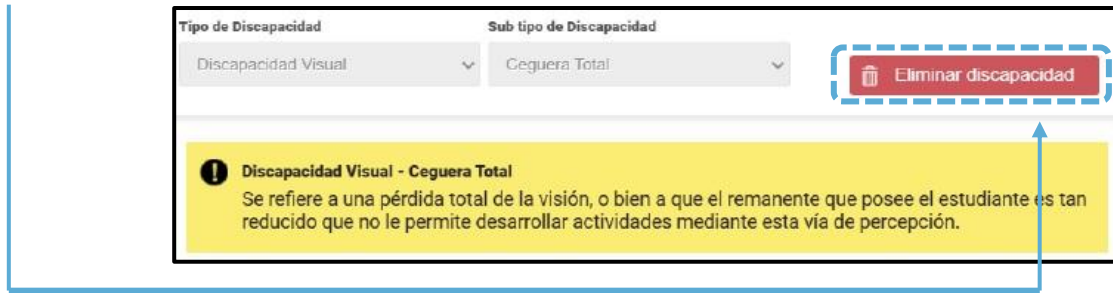 Tipo de Discapacidad
Sub tipo de Discapacidad
Discapacidad Visual
Ceguera Total
Eliminar discapacidad
Discapacidad Visual - Ceguera Total
Se refiere a una pérdida total de la visión, o bien a que el remanente que posee el estudiante es tan
reducido que no le permite desarrollar actividades mediante esta vía de percepción.